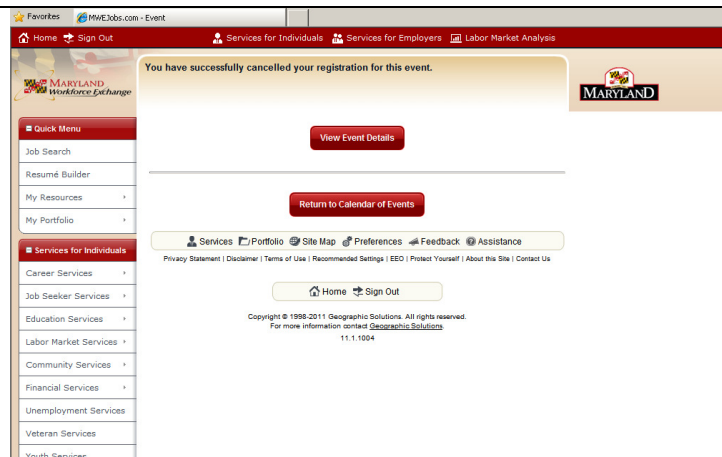 Favorites MWEJobs.com - Event
Home Sign Out Services for Individuals Services for Employers Labor Market Analysis
You have successfully cancelled your registration for this event.
MARYLAND
Workforce Exchange
MARYLAND
Quick Menu
Job Search
Resumé Builder
My Resources
My Portfolio
Services for Individuals
Career Services
Job Seeker Services
Education Services
Labor Market Services
Community Services
Financial Services
Unemployment Services
Veteran Services
Youth Services
View Event Details
Return to Calendar of Events
Services Portfolio Site Map Preferences Feedback Assistance
Privacy Statement | Disclaimer | Terms of Use | Recommended Settings | EEO | Protect Yourself | About this Site | Contact Us
Home Sign Out
Copyright © 1998-2011 Geographic Solutions. All rights reserved.
For more information contact Geographic Solutions.
11.1.1004